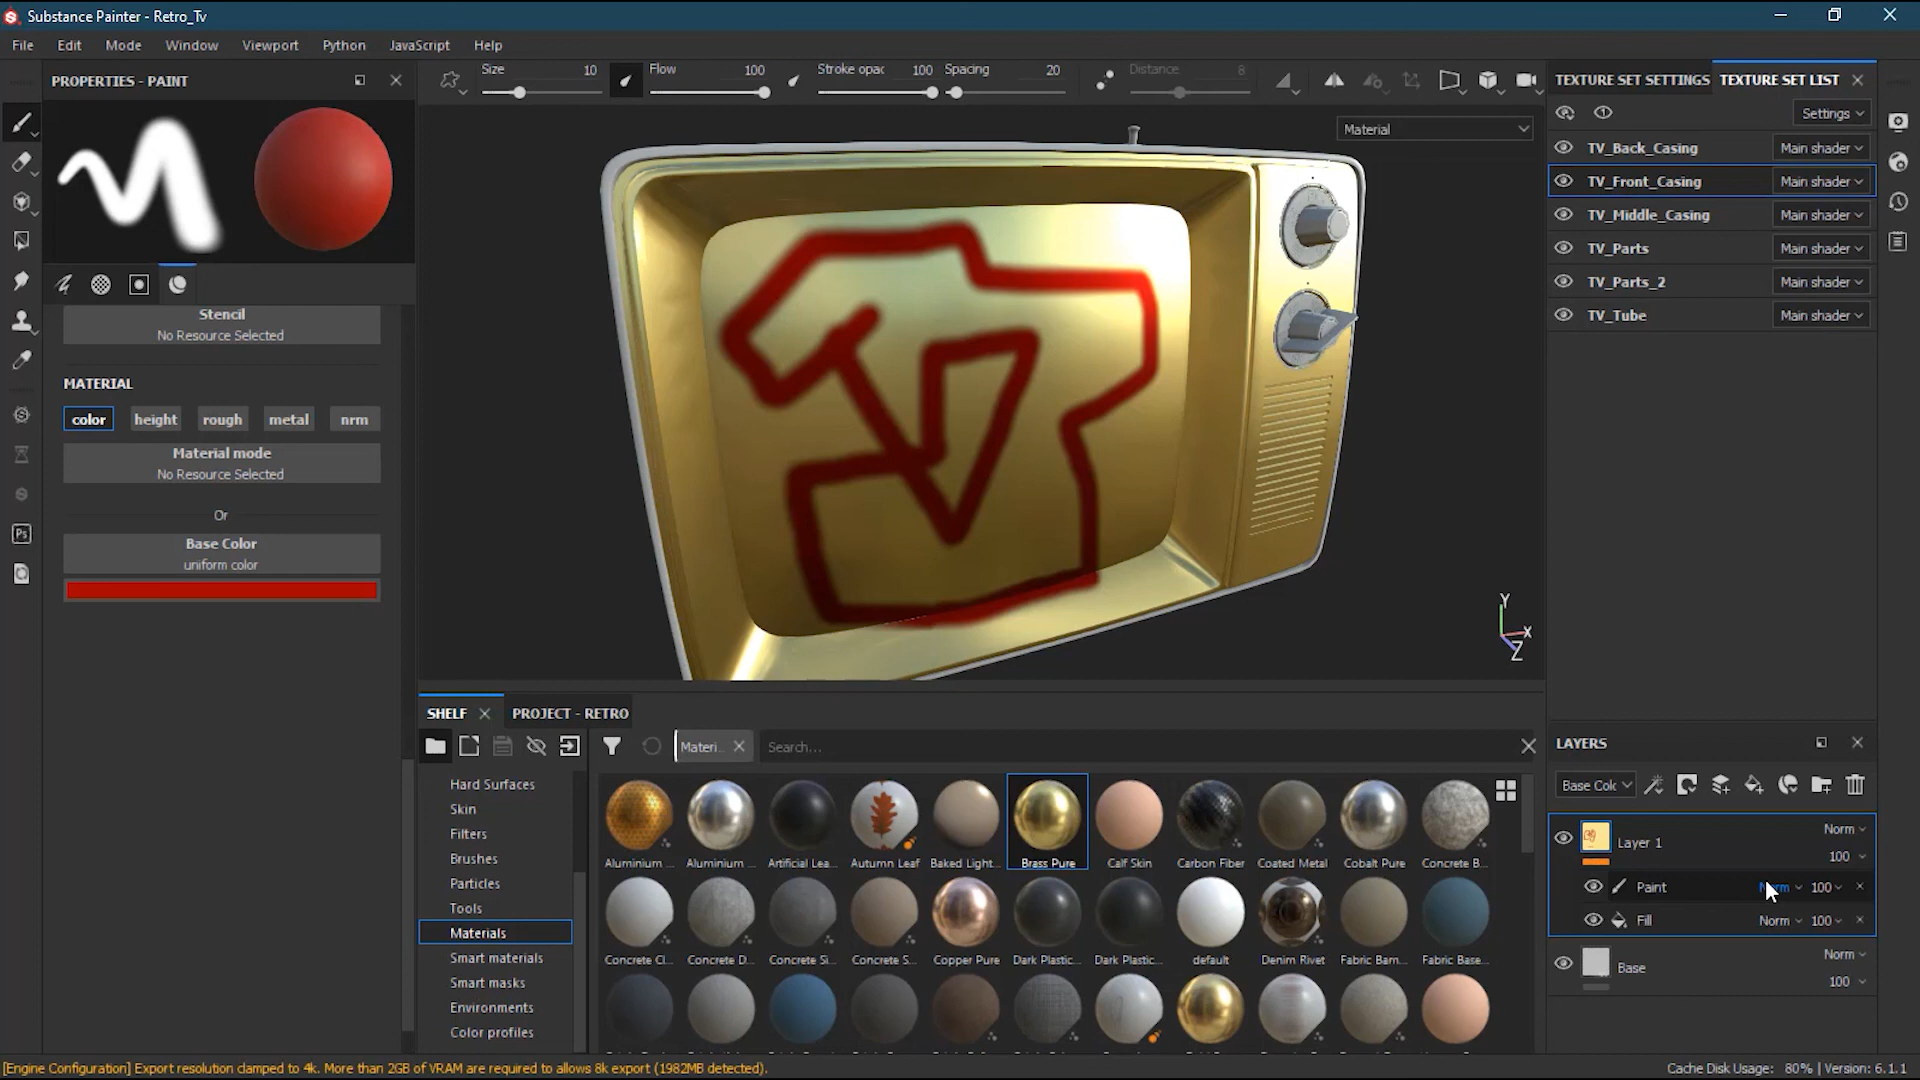 Substance Painter - Retro_Tv
File Edit Mode Window Viewport Python JavaScript Help
PROPERTIES - PAINT
Size 10 Flow 100 Stroke opac 100 Spacing 20 Distance 8
Material
Stencil
No Resource Selected
MATERIAL
color height rough metal nrm
Material mode
No Resource Selected
Or
Base Color
uniform color
Y
X
Z
TEXTURE SET SETTINGS TEXTURE SET LIST
Settings
TV_Back_Casing Main shader
TV_Front_Casing Main shader
TV_Middle_Casing Main shader
TV_Parts Main shader
TV_Parts_2 Main shader
TV_Tube Main shader
SHELF PROJECT - RETRO
Materi... Search...
Hard Surfaces
Skin
Filters
Brushes
Particles
Tools
Materials
Smart materials
Smart masks
Environments
Color profiles
Aluminium ... Aluminium ... Artificial Lea... Autumn Leaf Baked Light... Brass Pure Calf Skin Carbon Fiber Coated Metal Cobalt Pure Concrete B...
Concrete Cl... Concrete D... Concrete Si... Concrete S... Copper Pure Dark Plastic... Dark Plastic... default Denim Rivet Fabric Bam... Fabric Base...
LAYERS
Base Colo
Layer 1 Norm
100
Paint Norm 100
Fill Norm 100
Base Norm
100
Ps
[Engine Configuration] Export resolution clamped to 4k. More than 2GB of VRAM are required to allows 8k export (1982MB detected).
Cache Disk Usage: 80% | Version: 6.1.1